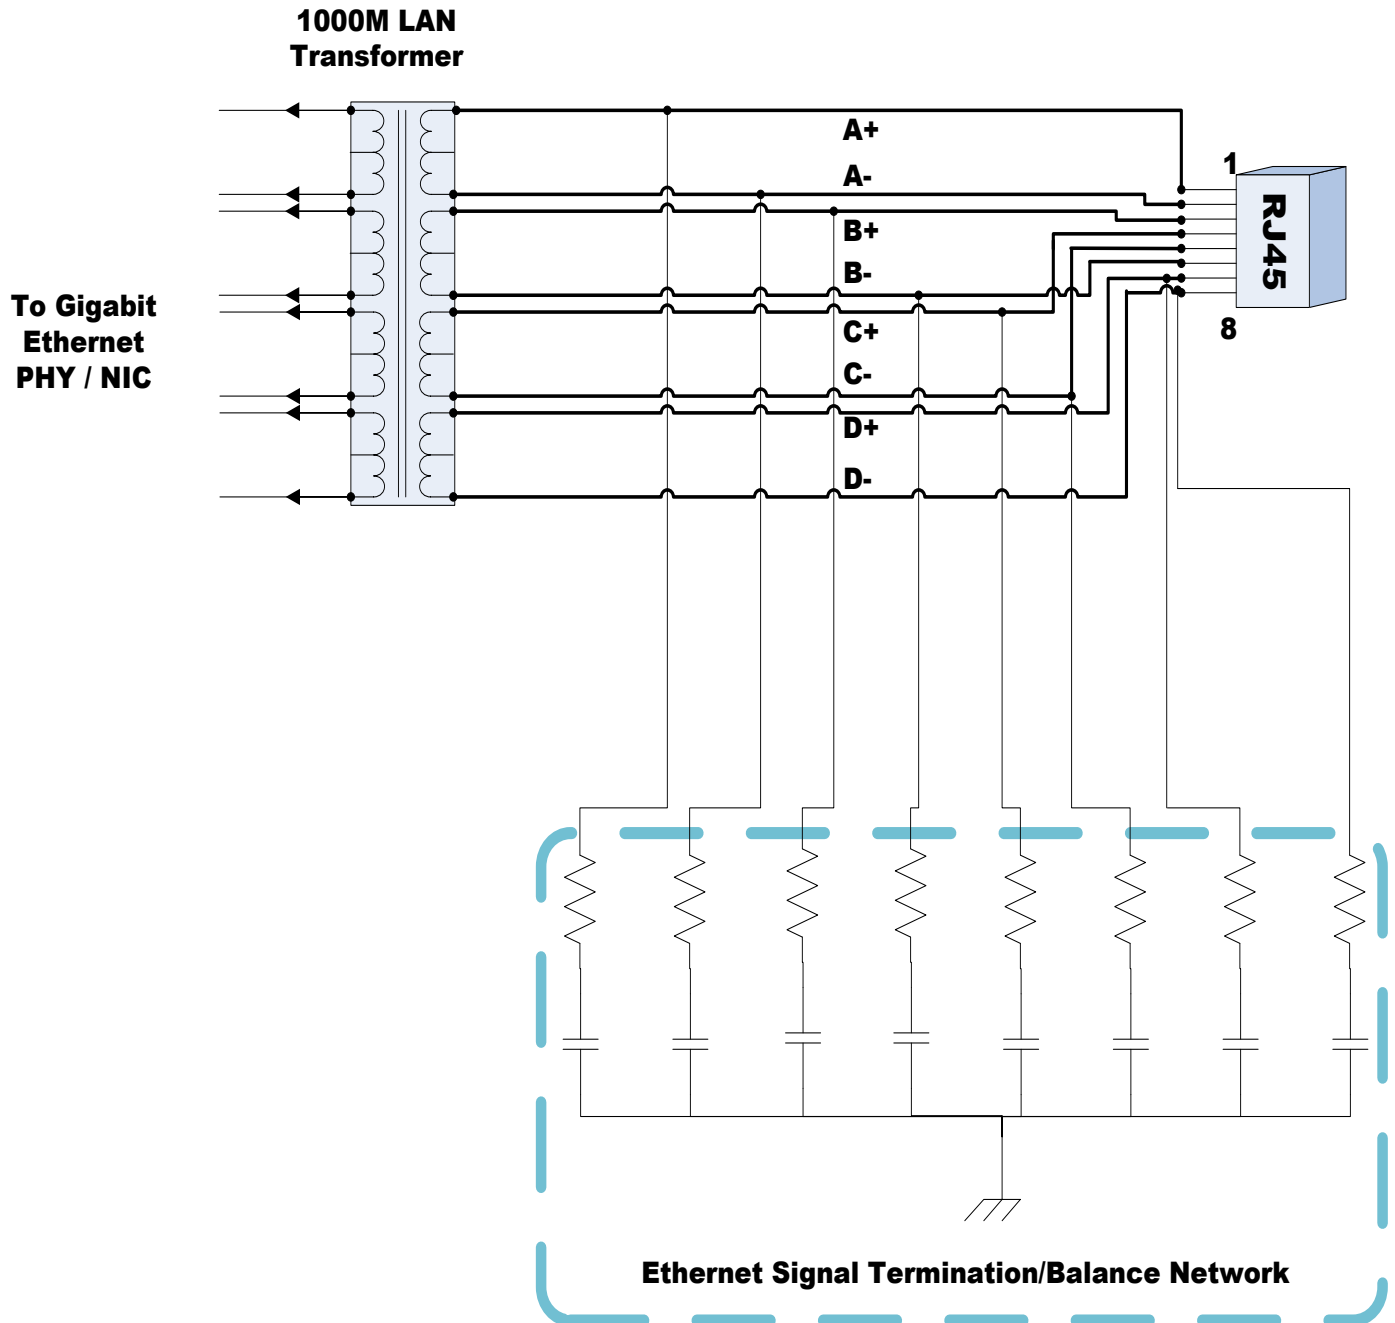 1000M LAN
Transformer
A+
A-
B+
B-
C+
C-
D+
D-
1
RJ45
8
To Gigabit
Ethernet
PHY / NIC
Ethernet Signal Termination/Balance Network